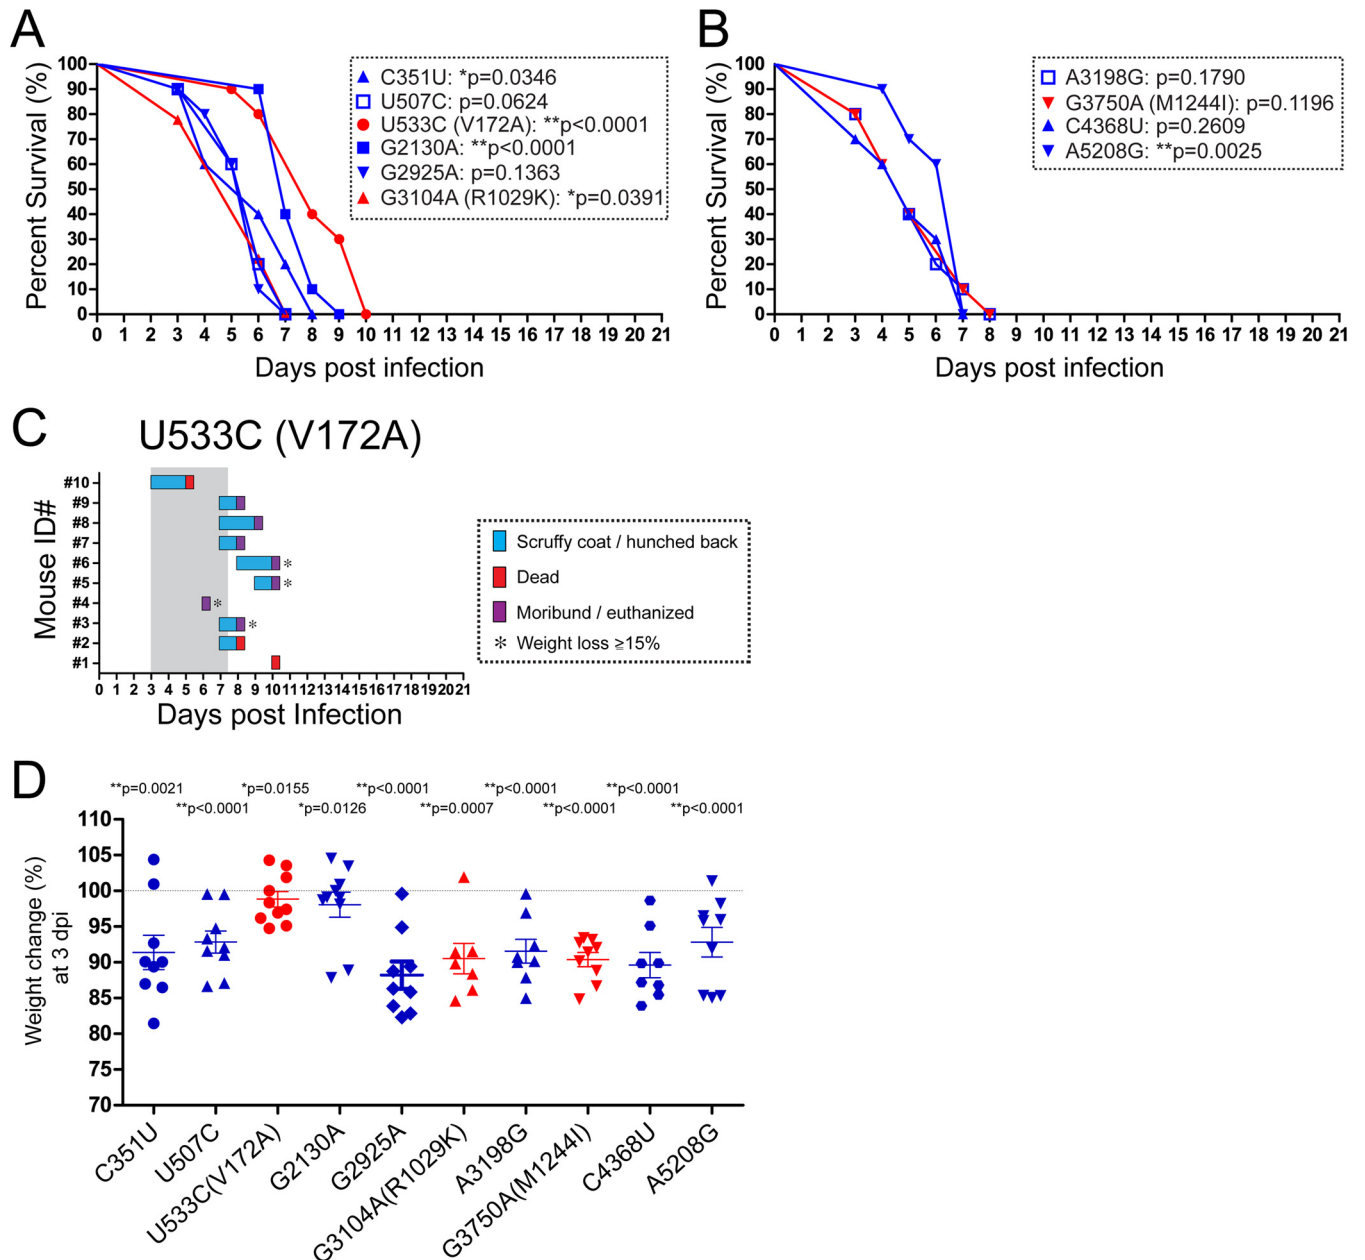 A
Percent Survival (%)
100
90
80
70
60
50
40
30
20
10
0
0 1 2 3 4 5 6 7 8 9 10 11 12 13 14 15 16 17 18 19 20 21
Days post infection
C351U: *p=0.0346
U507C: p=0.0624
U533C (V172A): **p<0.0001
G2130A: **p<0.0001
G2925A: p=0.1363
G3104A (R1029K): *p=0.0391
B
Percent Survival (%)
100
90
80
70
60
50
40
30
20
10
0
0 1 2 3 4 5 6 7 8 9 10 11 12 13 14 15 16 17 18 19 20 21
Days post infection
A3198G: p=0.1790
G3750A (M1244I): p=0.1196
C4368U: p=0.2609
A5208G: **p=0.0025
C
U533C (V172A)
Mouse ID#
#10
#9
#8
#7
#6 *
#5 *
#4 *
#3 *
#2
#1
0 1 2 3 4 5 6 7 8 9 10 11 12 13 14 15 16 17 18 19 20 21
Days post Infection
Scruffy coat / hunched back
Dead
Moribund / euthanized
* Weight loss ≥15%
D
**p=0.0021 *p=0.0155 **p<0.0001 **p<0.0001 **p<0.0001
**p<0.0001 *p=0.0126 **p=0.0007 **p<0.0001 **p<0.0001
Weight change (%)
at 3 dpi
110
105
100
95
90
85
80
75
70
C351U
U507C
U533C(V172A)
G2130A
G2925A
G3104A(R1029K)
A3198G
G3750A(M1244I)
C4368U
A5208G